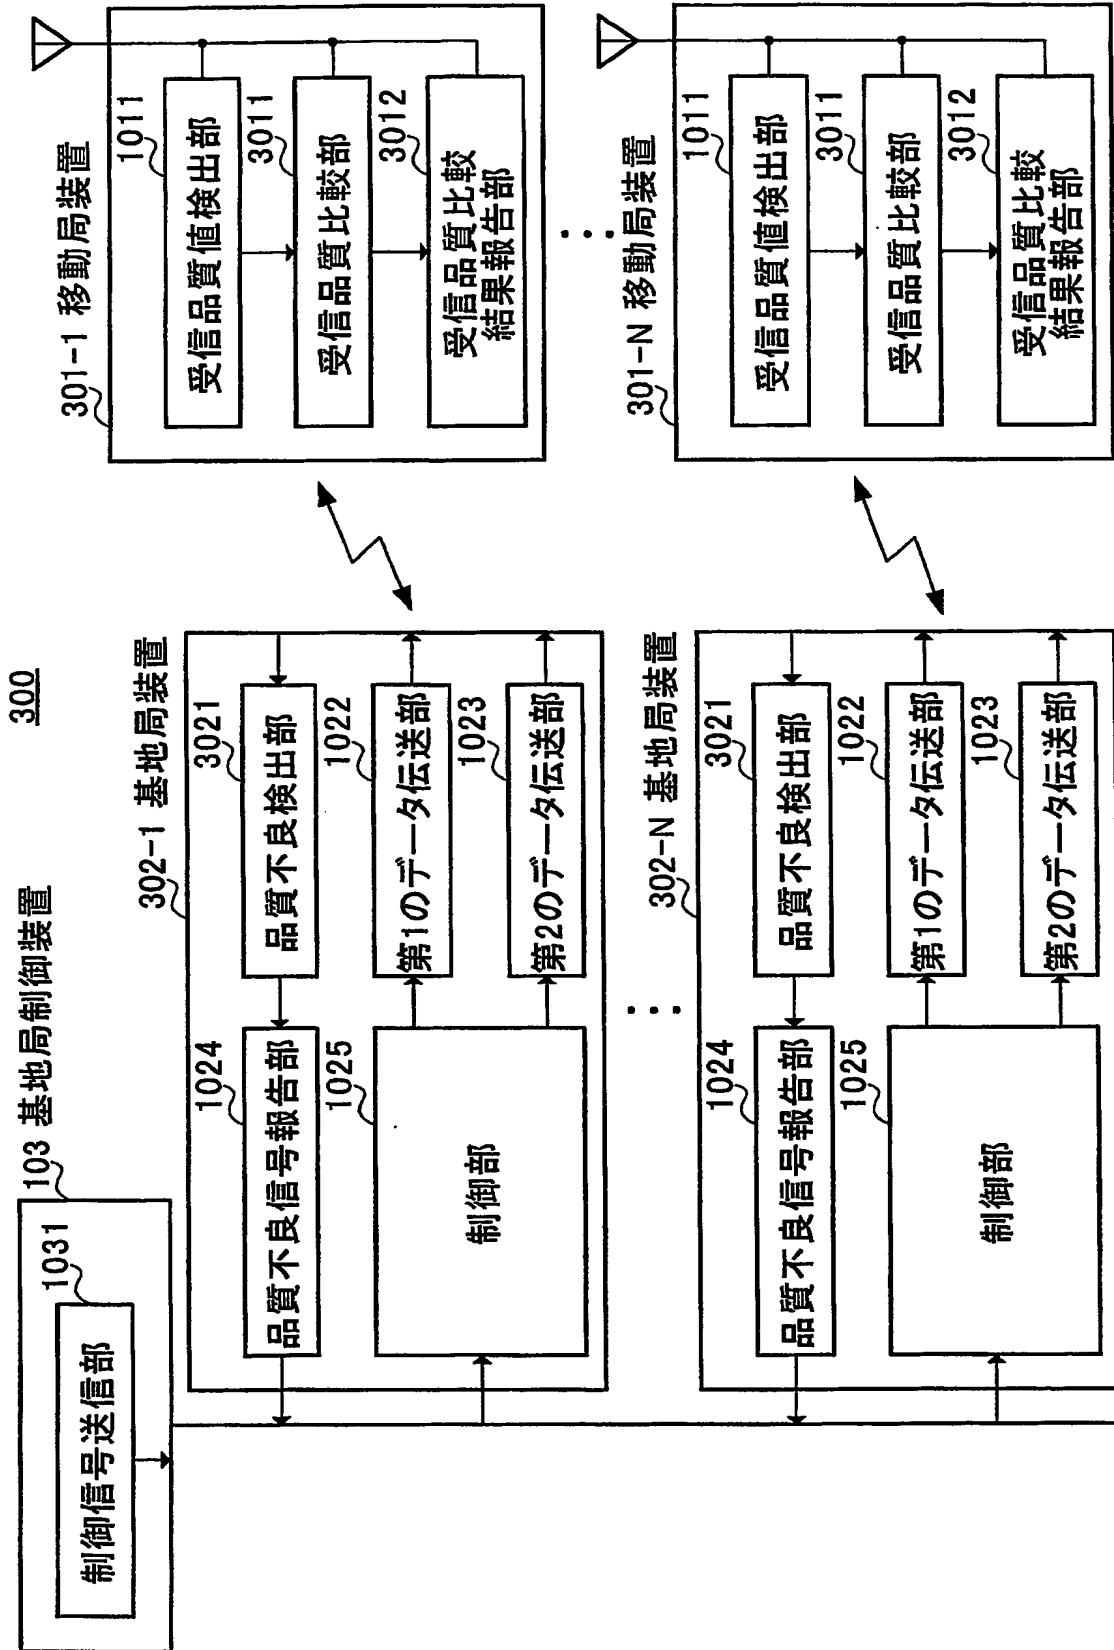 300
103 基地局制御装置
1031
制御信号送信部
302-1 基地局装置
1024
品質不良信号報告部
3021
品質不良検出部
1025
制御部
1022
第1のデータ伝送部
1023
第2のデータ伝送部
301-1 移動局装置
1011
受信品質値検出部
3011
受信品質比較部
3012
受信品質比較
結果報告部
302-N 基地局装置
1024
品質不良信号報告部
3021
品質不良検出部
1025
制御部
1022
第1のデータ伝送部
1023
第2のデータ伝送部
301-N 移動局装置
1011
受信品質値検出部
3011
受信品質比較部
3012
受信品質比較
結果報告部